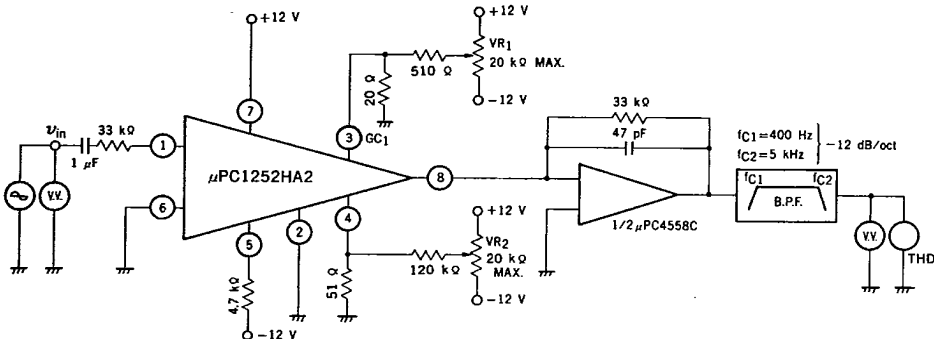 +12 V
VR1
20 kΩ MAX.
510 Ω
20 Ω
−12 V
7
3
GC1
33 kΩ
47 pF
fC1=400 Hz
fC2=5 kHz
−12 dB/oct
υin
33 kΩ
1 μF
1
V.V.
μPC1252HA2
8
fC1
fC2
B.P.F.
1/2 μPC4558C
6
5
2
4
+12 V
VR2
20 kΩ
MAX.
120 kΩ
51 Ω
4.7 kΩ
−12 V
−12 V
V.V.
THD